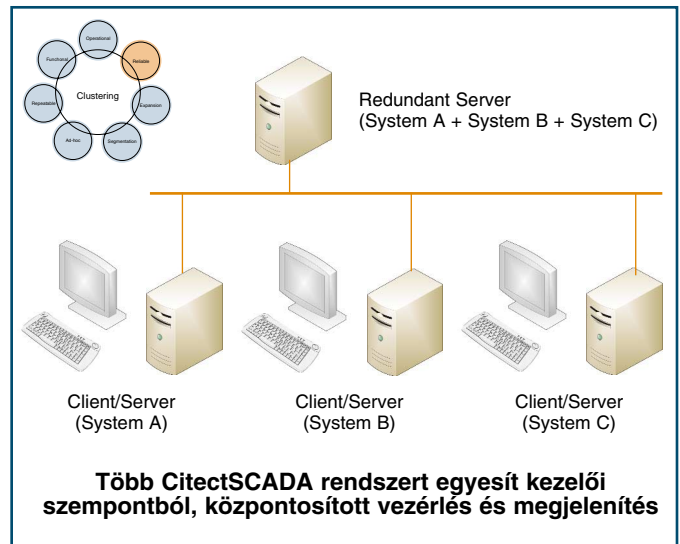 Operational
Functional
Reliable
Clustering
Repeatable
Expansion
Ad-hoc
Segmentation
Redundant Server
(System A + System B + System C)
Client/Server
(System A)
Client/Server
(System B)
Client/Server
(System C)
Több CitectSCADA rendszert egyesít kezelői
szempontból, központosított vezérlés és megjelenítés